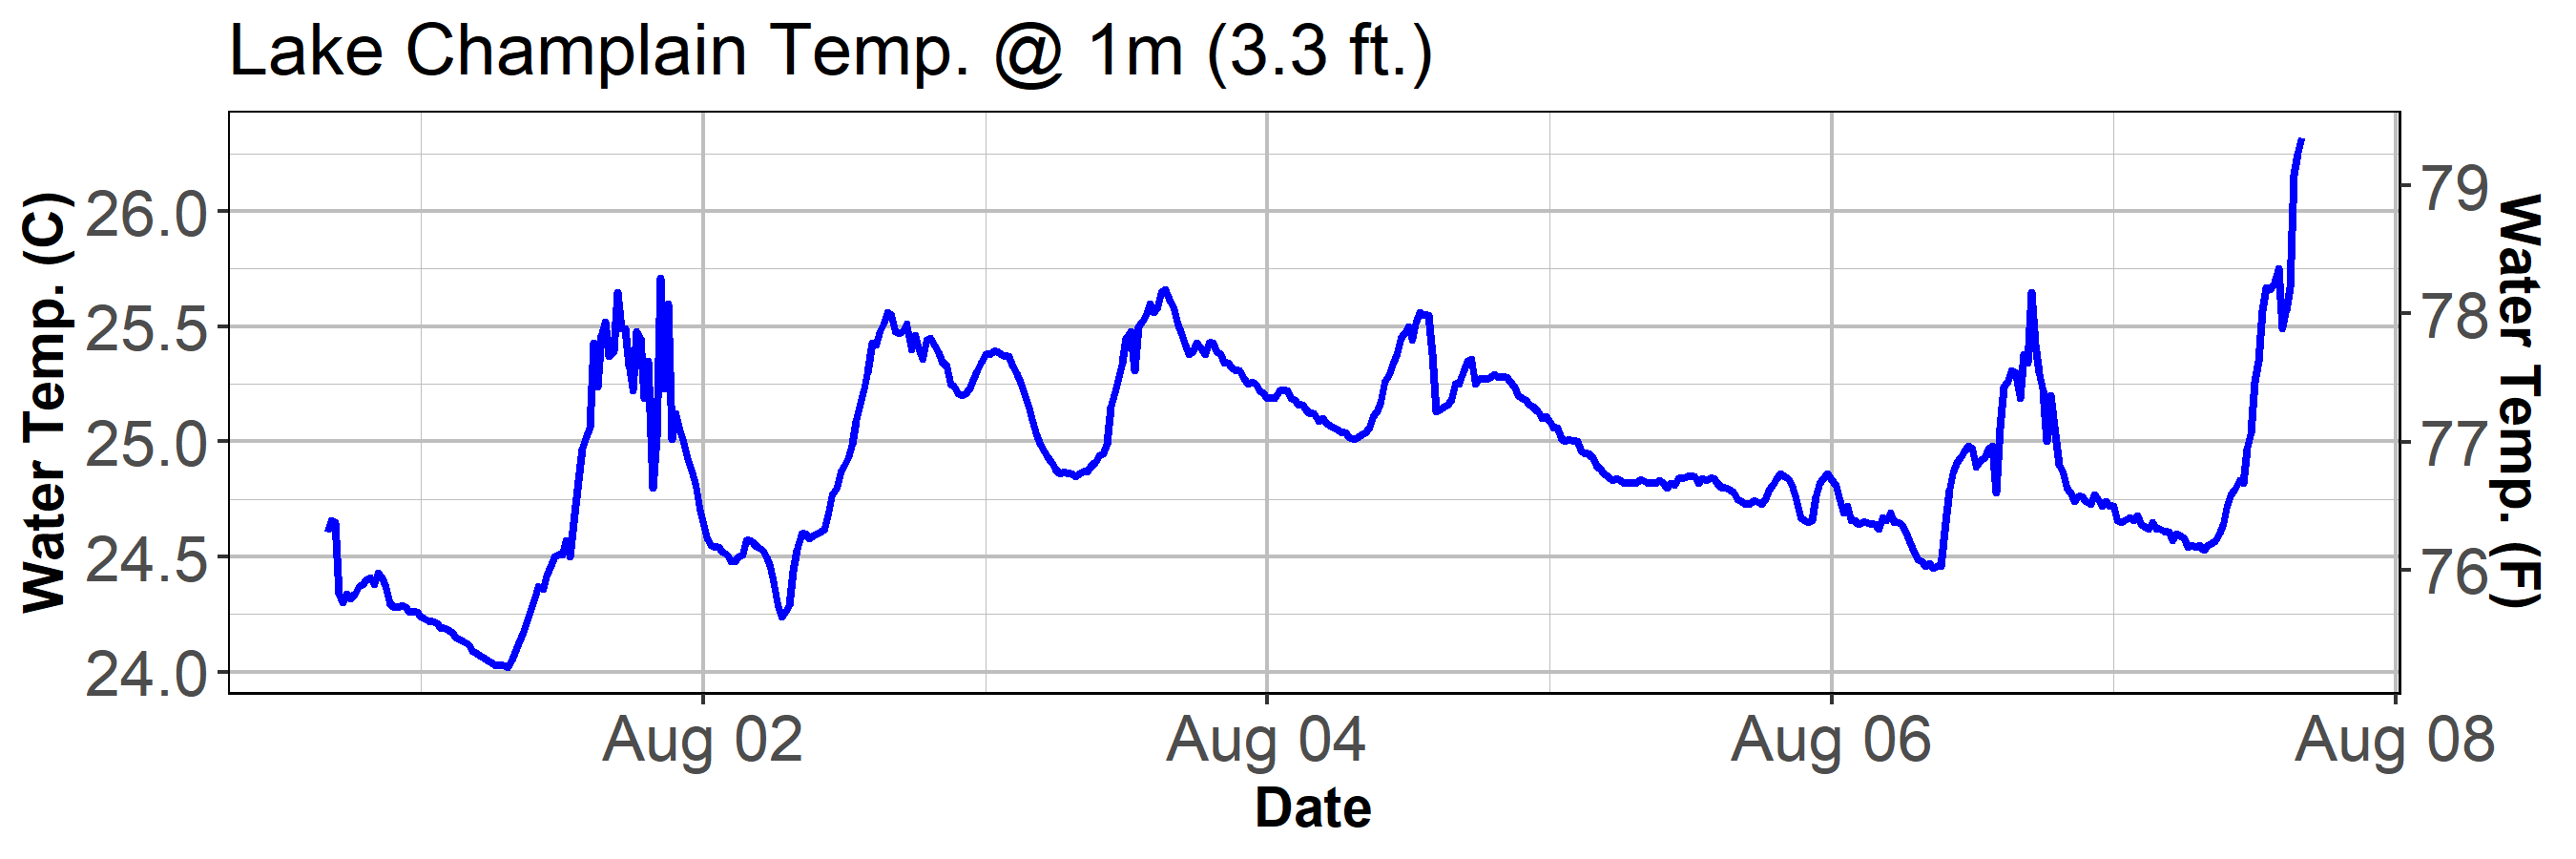 Lake Champlain Temp. @ 1m (3.3 ft.)
Water Temp. (C)
26.0
25.5
25.0
24.5
24.0
79
78
77
76
Water Temp. (F)
Aug 02 Aug 04 Aug 06 Aug 08
Date